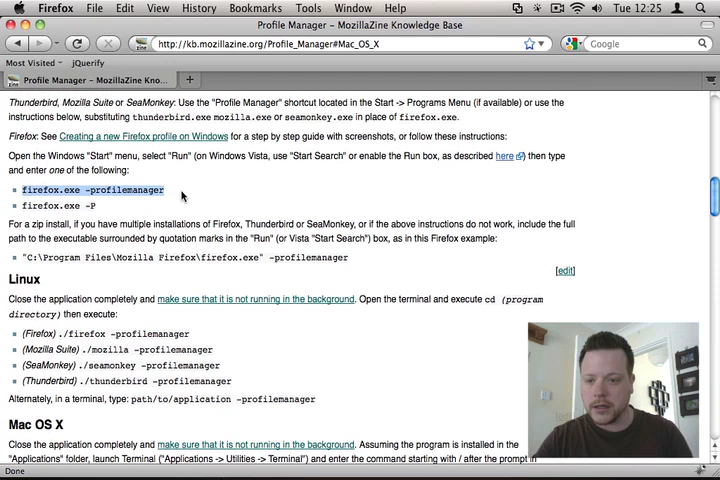 Firefox File Edit View History Bookmarks Tools Window Help Tue 12:25
Profile Manager – MozillaZine Knowledge Base
http://kb.mozillazine.org/Profile_Manager#Mac_OS_X
Google
Most Visited jQuerify
Profile Manager – MozillaZine Kno...
Thunderbird, Mozilla Suite or SeaMonkey: Use the "Profile Manager" shortcut located in the Start -> Programs Menu (if available) or use the
instructions below, substituting thunderbird.exe mozilla.exe or seamonkey.exe in place of firefox.exe.
Firefox: See Creating a new Firefox profile on Windows for a step by step guide with screenshots, or follow these instructions:
Open the Windows "Start" menu, select "Run" (on Windows Vista, use "Start Search" or enable the Run box, as described here ) then type
and enter one of the following:
firefox.exe -profilemanager
firefox.exe -P
For a zip install, if you have multiple installations of Firefox, Thunderbird or SeaMonkey, or if the above instructions do not work, include the full
path to the executable surrounded by quotation marks in the "Run" (or Vista "Start Search") box, as in this Firefox example:
"C:\Program Files\Mozilla Firefox\firefox.exe" -profilemanager
[edit]
Linux
Close the application completely and make sure that it is not running in the background. Open the terminal and execute cd (program
directory) then execute:
(Firefox) ./firefox -profilemanager
(Mozilla Suite) ./mozilla -profilemanager
(SeaMonkey) ./seamonkey -profilemanager
(Thunderbird) ./thunderbird -profilemanager
Alternately, in a terminal, type: path/to/application -profilemanager
Mac OS X
Close the application completely and make sure that it is not running in the background. Assuming the program is installed in the
"Applications" folder, launch Terminal ("Applications -> Utilities -> Terminal") and enter the command starting with / after the prompt in
Done